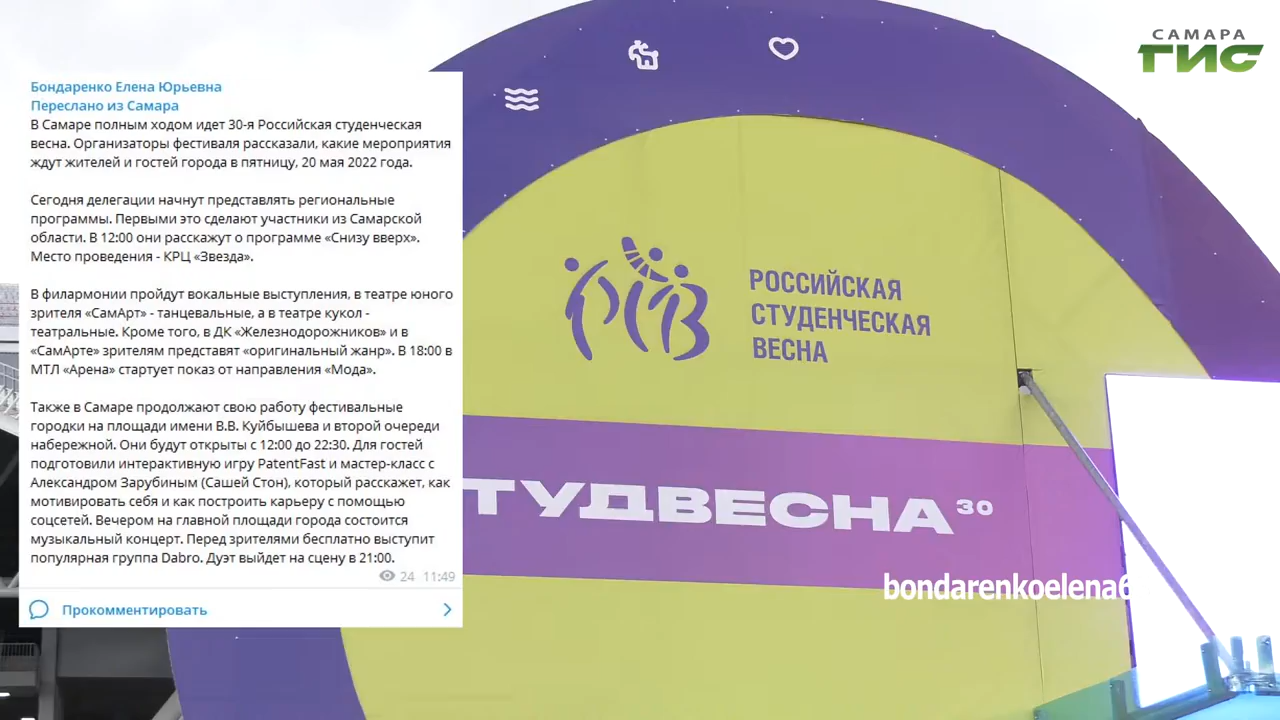 САМАРА
ГИС
Бондаренко Елена Юрьевна
Переслано из Самара
В Самаре полным ходом идет 30-я Российская студенческая
весна. Организаторы фестиваля рассказали, какие мероприятия
ждут жителей и гостей города в пятницу, 20 мая 2022 года.
Сегодня делегации начнут представлять региональные
программы. Первыми это сделают участники из Самарской
области. В 12:00 они расскажут о программе «Снизу вверх».
Место проведения - КРЦ «Звезда».
В филармонии пройдут вокальные выступления, в театре юного
зрителя «СамАрт» - танцевальные, а в театре кукол -
театральные. Кроме того, в ДК «Железнодорожников» и в
«СамАрте» зрителям представят «оригинальный жанр». В 18:00 в
МТЛ «Арена» стартует показ от направления «Мода».
Также в Самаре продолжают свою работу фестивальные
городки на площади имени В.В. Куйбышева и второй очереди
набережной. Они будут открыты с 12:00 до 22:30. Для гостей
подготовили интерактивную игру PatentFast и мастер-класс с
Александром Зарубиным (Сашей Стон), который расскажет, как
мотивировать себя и как построить карьеру с помощью
соцсетей. Вечером на главной площади города состоится
музыкальный концерт. Перед зрителями бесплатно выступит
популярная группа Dabro. Дуэт выйдет на сцену в 21:00.
24 11:49
Прокомментировать
РСВ
РОССИЙСКАЯ
СТУДЕНЧЕСКАЯ
ВЕСНА
ТУДВЕСНА 30
bondarenkoelena6